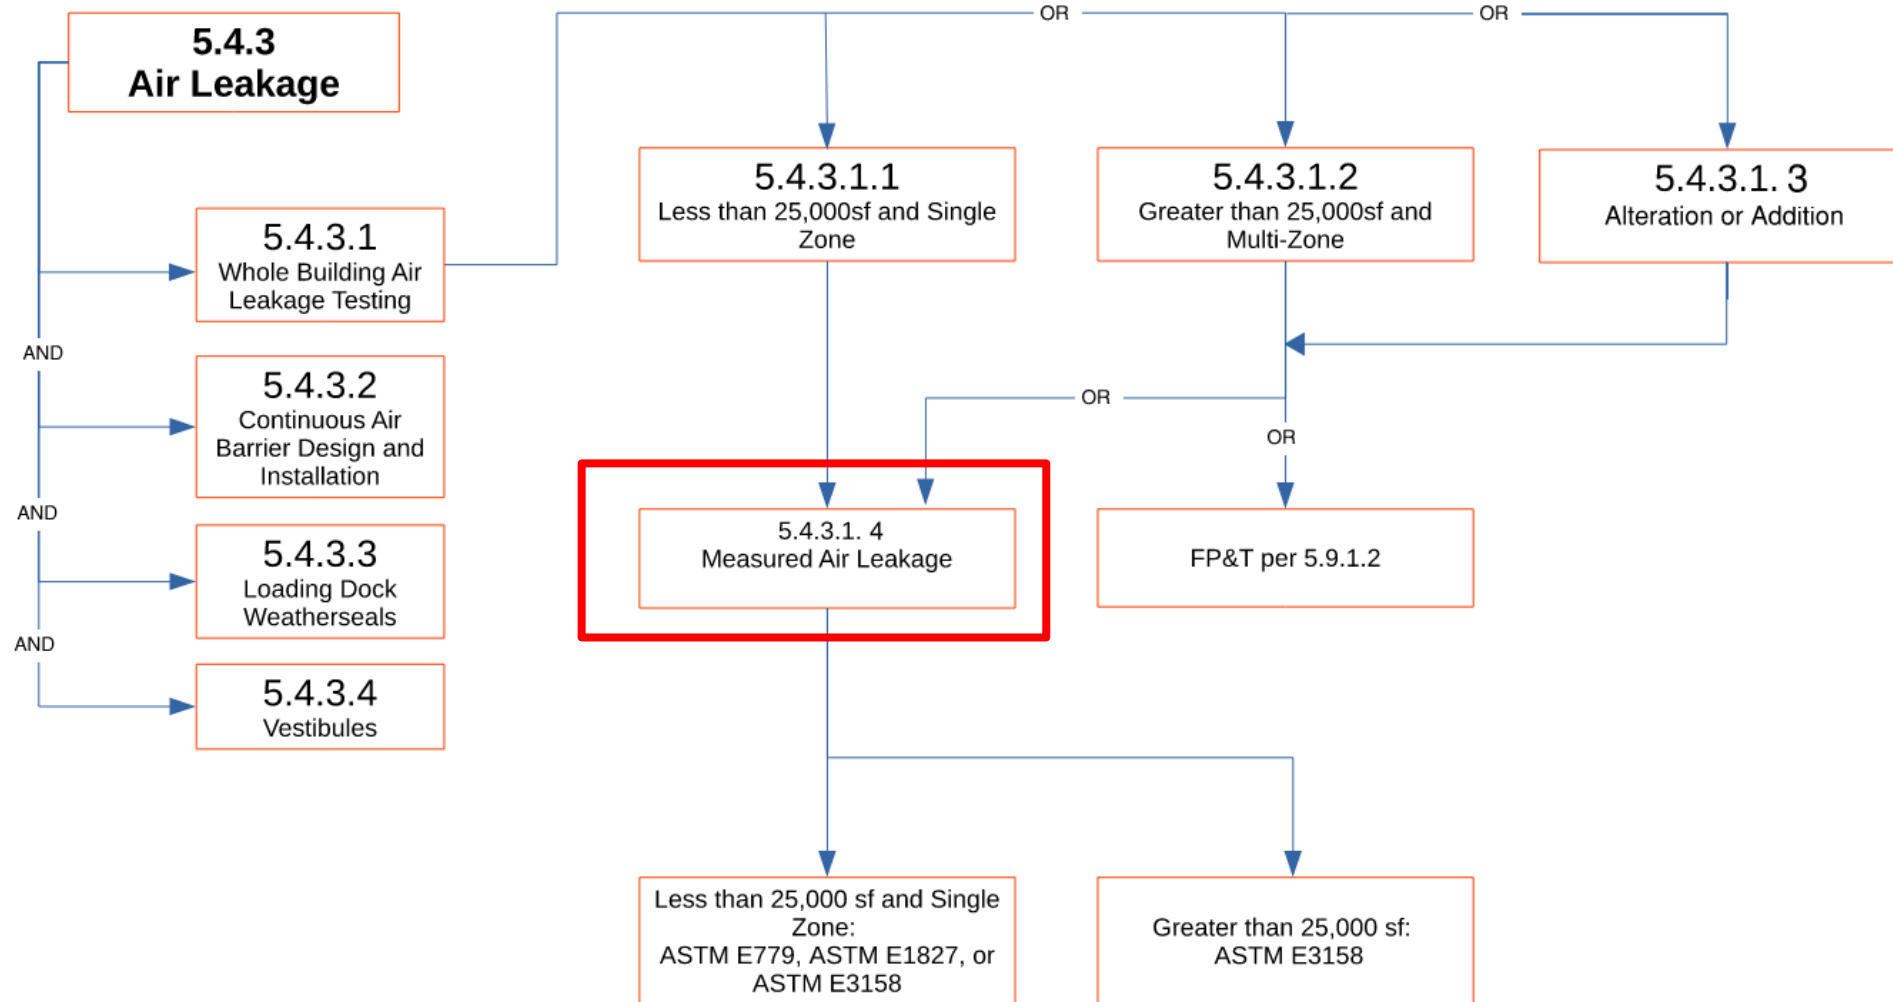 5.4.3
Air Leakage
OR
OR
5.4.3.1.1
Less than 25,000sf and Single
Zone
5.4.3.1.2
Greater than 25,000sf and
Multi-Zone
5.4.3.1. 3
Alteration or Addition
5.4.3.1
Whole Building Air
Leakage Testing
AND
5.4.3.2
Continuous Air
Barrier Design and
Installation
OR
OR
AND
5.4.3.1. 4
Measured Air Leakage
FP&T per 5.9.1.2
5.4.3.3
Loading Dock
Weatherseals
AND
5.4.3.4
Vestibules
Less than 25,000 sf and Single
Zone:
ASTM E779, ASTM E1827, or
ASTM E3158
Greater than 25,000 sf:
ASTM E3158